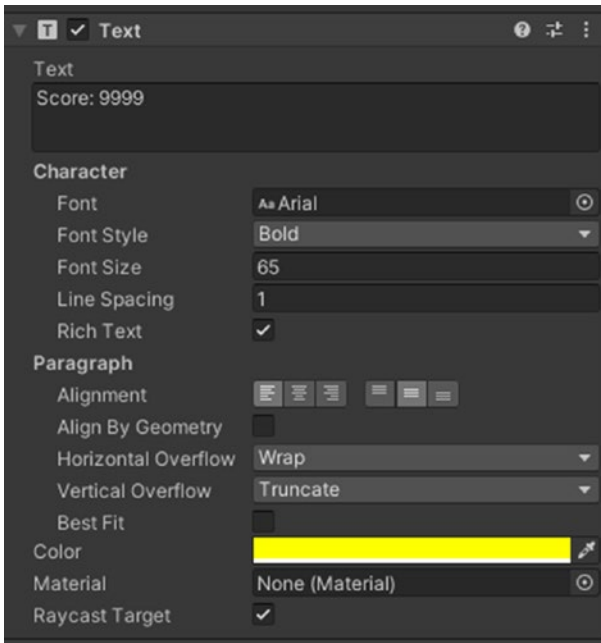 T Text
Text
Score: 9999
Character
Font Aa Arial
Font Style Bold
Font Size 65
Line Spacing 1
Rich Text
Paragraph
Alignment
Align By Geometry
Horizontal Overflow Wrap
Vertical Overflow Truncate
Best Fit
Color
Material None (Material)
Raycast Target